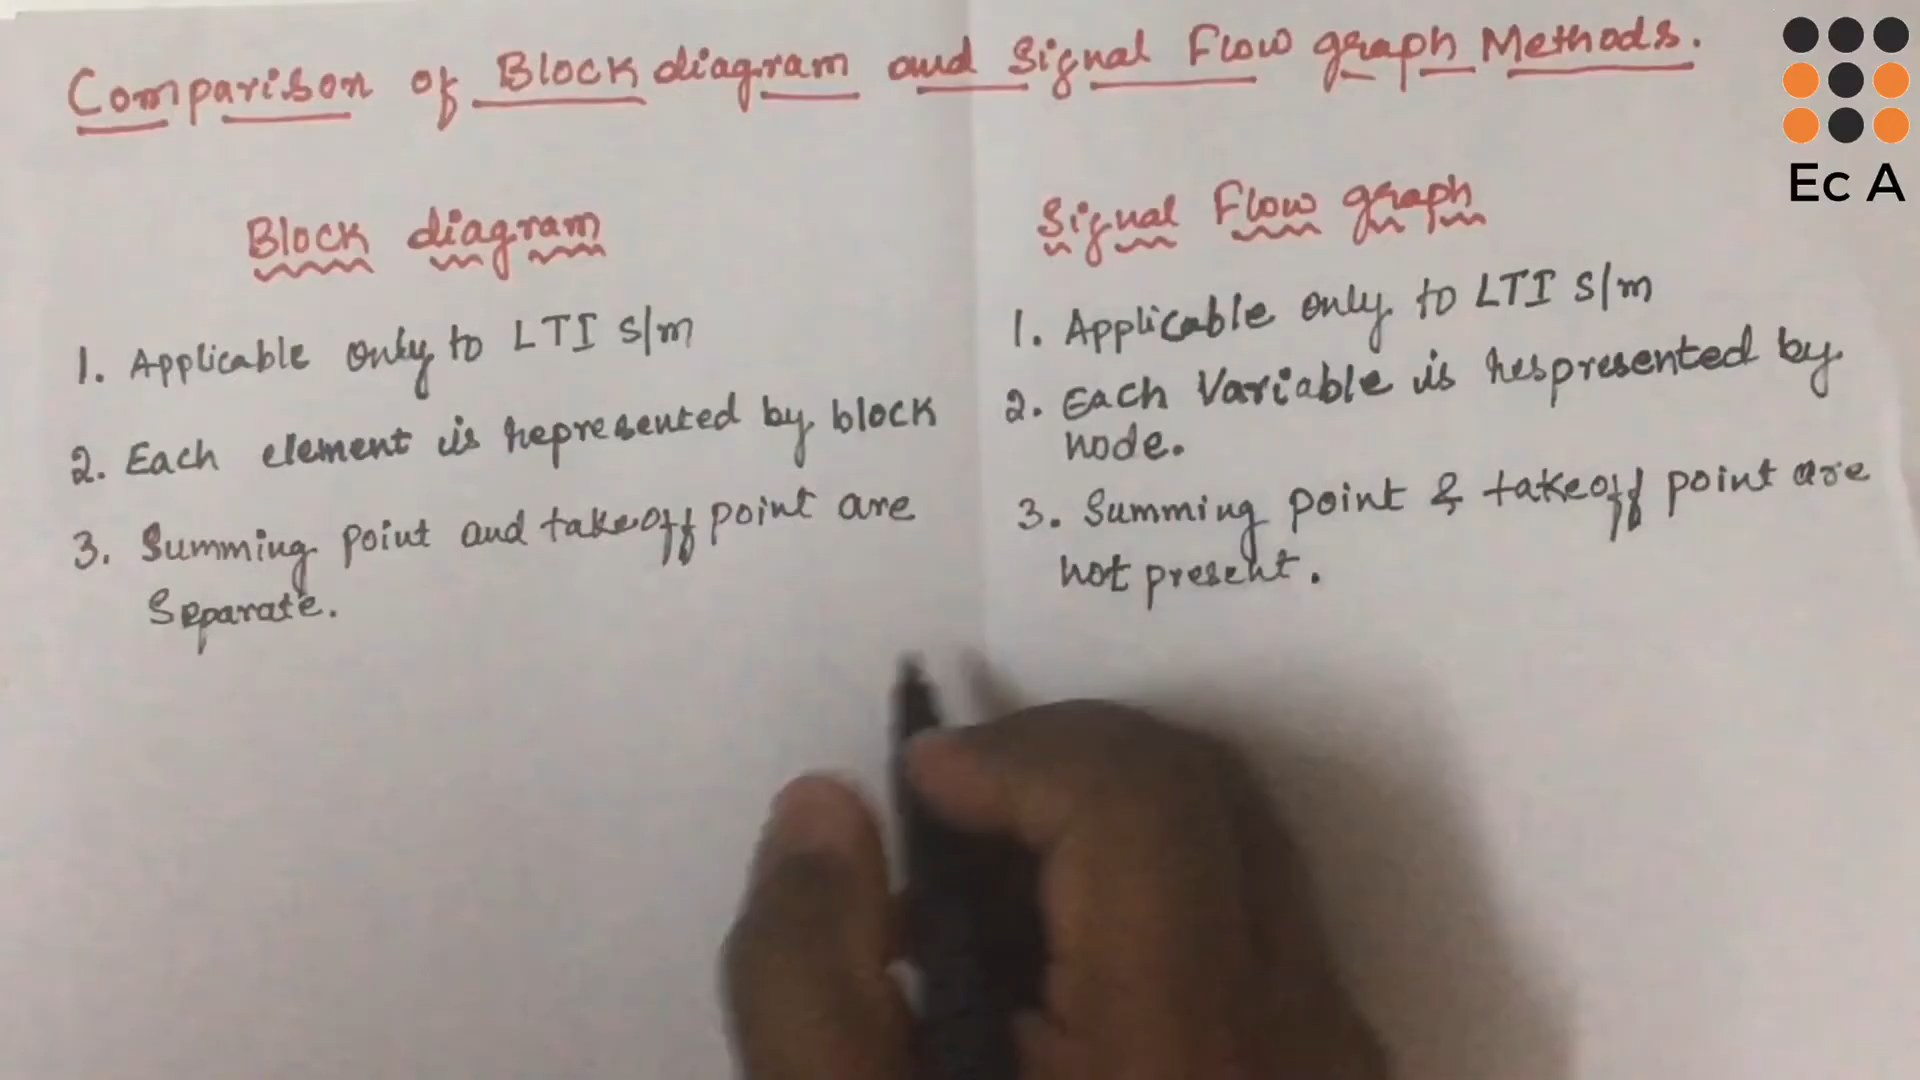 Comparison of Block diagram and Signal Flow graph Methods.
Ec A
Block diagram
1. Applicable only to LTI S/m
2. Each element is represented by block
3. Summing point and takeoff point are
Separate.
Signal Flow graph
1. Applicable only to LTI S/m
2. Each Variable is respresented by
node.
3. Summing point & takeoff point are
not present.